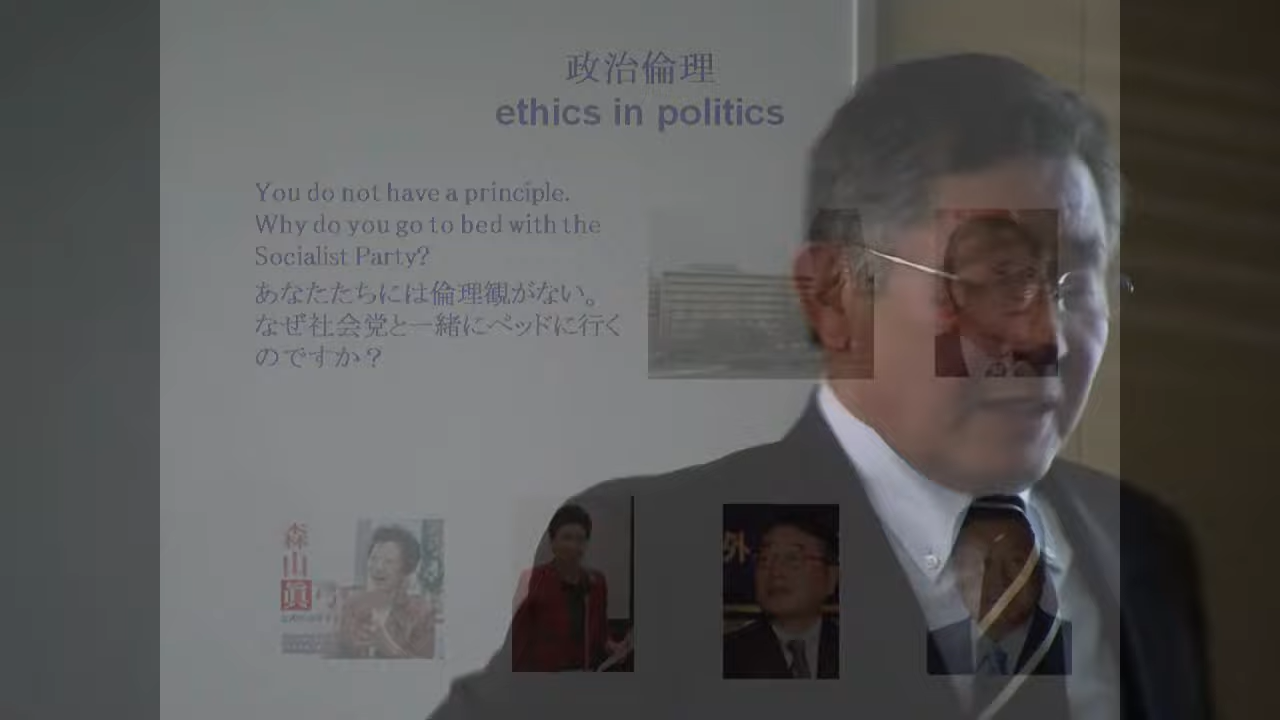 政治倫理
ethics in politics
You do not have a principle.
Why do you go to bed with the
Socialist Party?
あなたたちには倫理観がない。
なぜ社会党と一緒にベッドに行く
のですか？
森山
眞弓
外